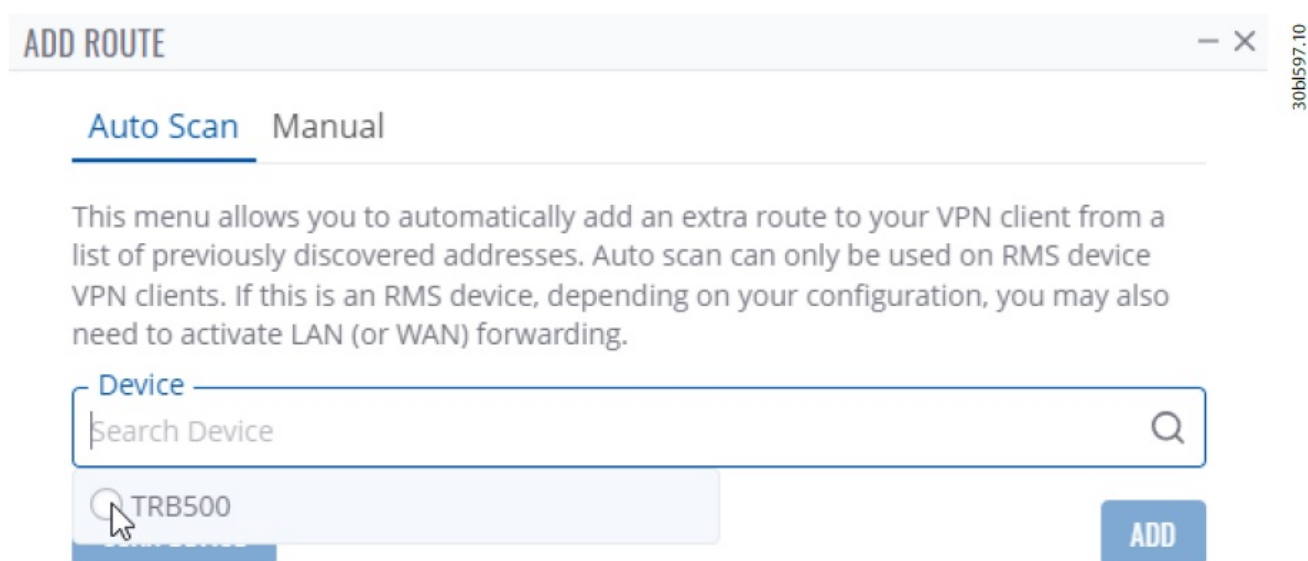 ADD ROUTE
30bl597.10
Auto Scan Manual
This menu allows you to automatically add an extra route to your VPN client from a
list of previously discovered addresses. Auto scan can only be used on RMS device
VPN clients. If this is an RMS device, depending on your configuration, you may also
need to activate LAN (or WAN) forwarding.
Device
Search Device
TRB500
ADD